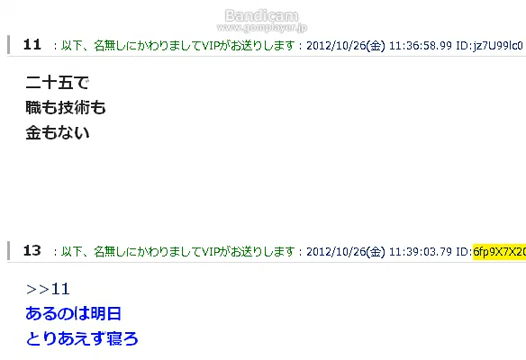 Bandicam
www.gomplayer.jp
11 ：以下、名無しにかわりましてVIPがお送りします：2012/10/26(金) 11:36:58.99 ID:jz7U99lc0
二十五で
職も技術も
金もない
13 ：以下、名無しにかわりましてVIPがお送りします：2012/10/26(金) 11:39:03.79 ID:6fp9X7X20
>>11
あるのは明日
とりあえず寝ろ